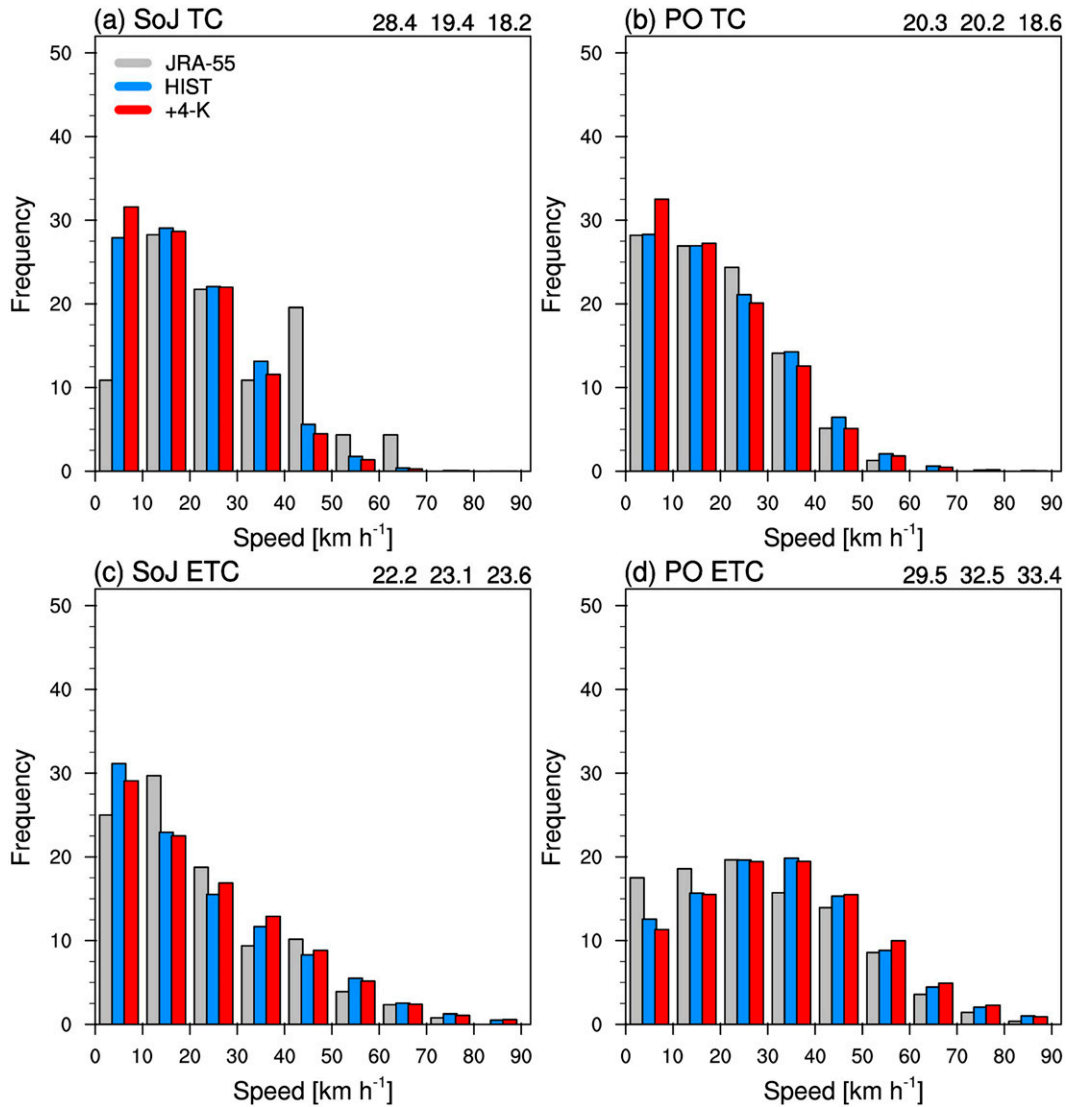 (a) SoJ TC 28.4 19.4 18.2
JRA-55
HIST
+4-K
50
40
30
20
10
0
Frequency
0 10 20 30 40 50 60 70 80 90
Speed [km h⁻¹]
(b) PO TC 20.3 20.2 18.6
50
40
30
20
10
0
Frequency
0 10 20 30 40 50 60 70 80 90
Speed [km h⁻¹]
(c) SoJ ETC 22.2 23.1 23.6
50
40
30
20
10
0
Frequency
0 10 20 30 40 50 60 70 80 90
Speed [km h⁻¹]
(d) PO ETC 29.5 32.5 33.4
50
40
30
20
10
0
Frequency
0 10 20 30 40 50 60 70 80 90
Speed [km h⁻¹]